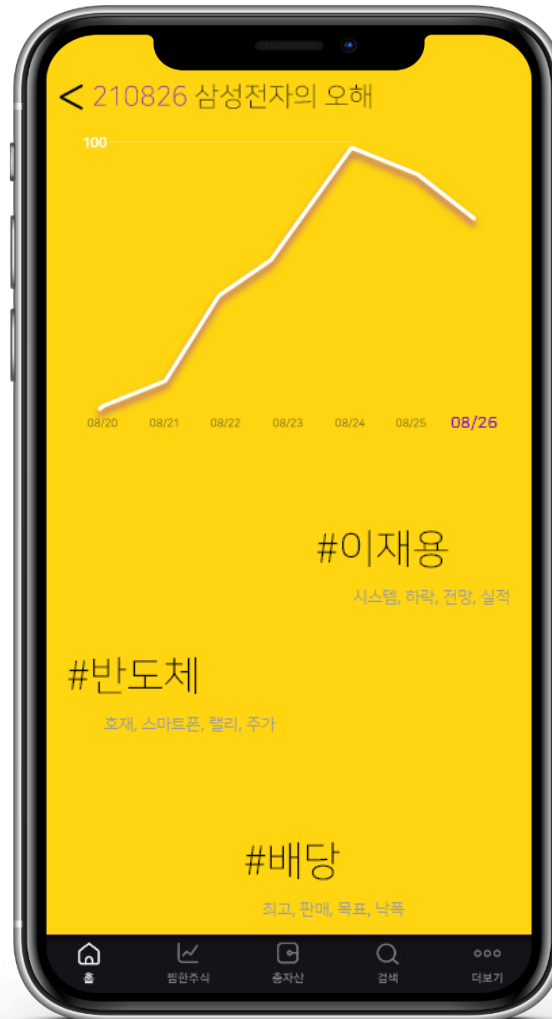 < 210826 삼성전자의 오해
100
08/20 08/21 08/22 08/23 08/24 08/25 08/26
#이재용
시스템, 하락, 전망, 실적
#반도체
호재, 스마트폰, 랠리, 주가
#배당
최고, 판매, 목표, 낙폭
홈 찜한주식 총자산 검색 더보기